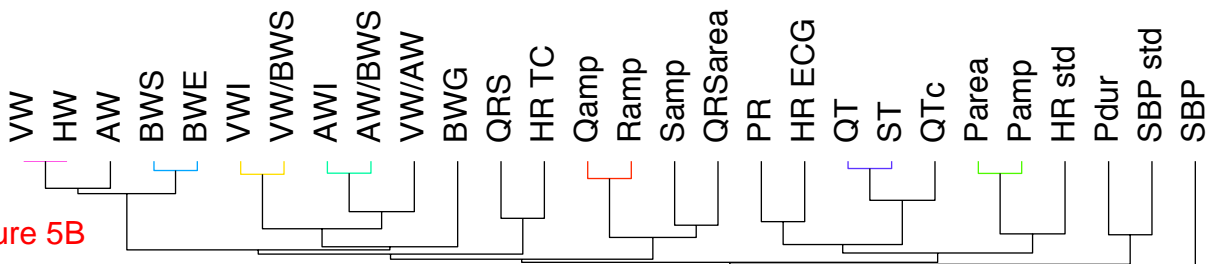 VW
HW
AW
BWS
BWE
VWI
VW/BWS
AWI
AW/BWS
VW/AW
BWG
QRS
HR TC
Qamp
Ramp
Samp
QRSarea
PR
HR ECG
QT
ST
QTc
Parea
Pamp
HR std
Pdur
SBP std
SBP
ure 5B